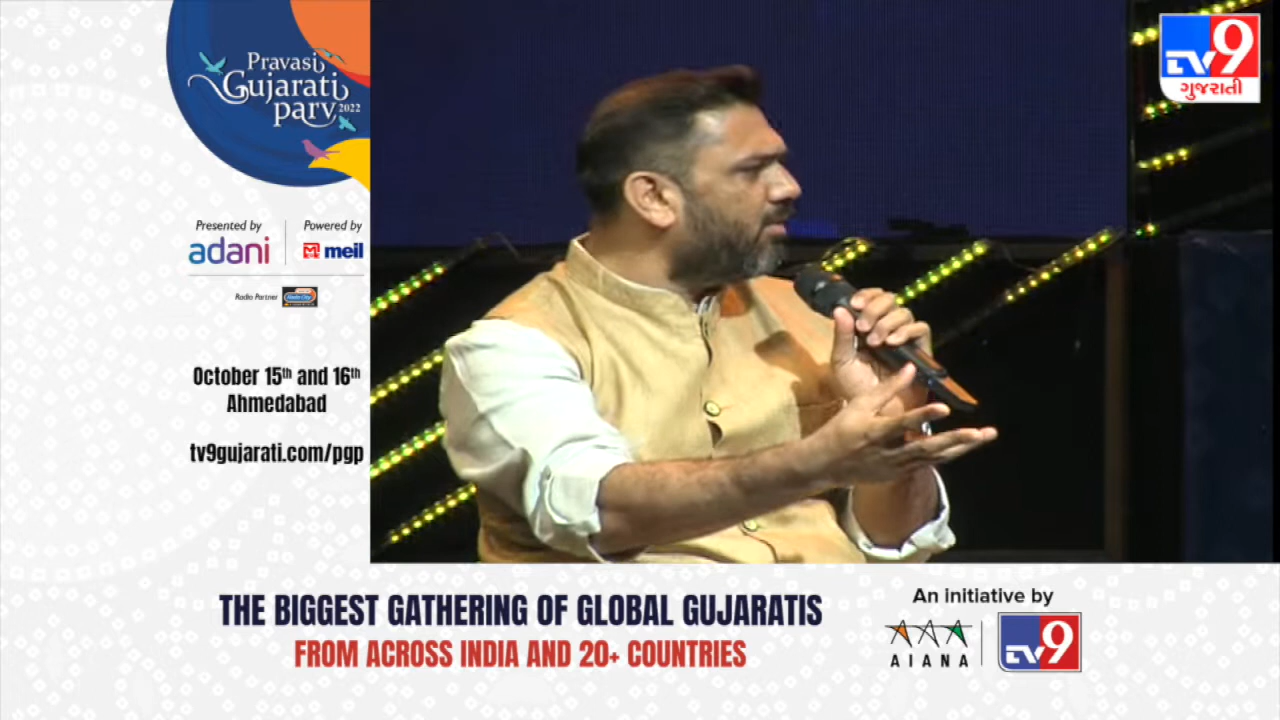 Pravasi
Gujarati
parv 2022
TV9
ગુજરાતી
Presented by
adani
Powered by
meil
Radio Partner
Radio City
October 15th and 16th
Ahmedabad
tv9gujarati.com/pgp
THE BIGGEST GATHERING OF GLOBAL GUJARATIS
FROM ACROSS INDIA AND 20+ COUNTRIES
An initiative by
AIANA
TV9